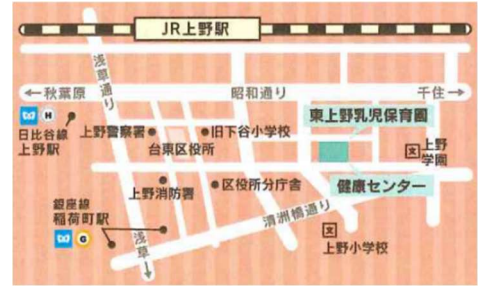 JR上野駅
浅草通り
←秋葉原
昭和通り
千住→
H
日比谷線
上野駅
上野警察署
台東区役所
旧下谷小学校
東上野乳児保育園
文
上野
学園
健康センター
上野消防署
区役所分庁舎
銀座線
稲荷町駅
G
清洲橋通り
文
上野小学校
浅草